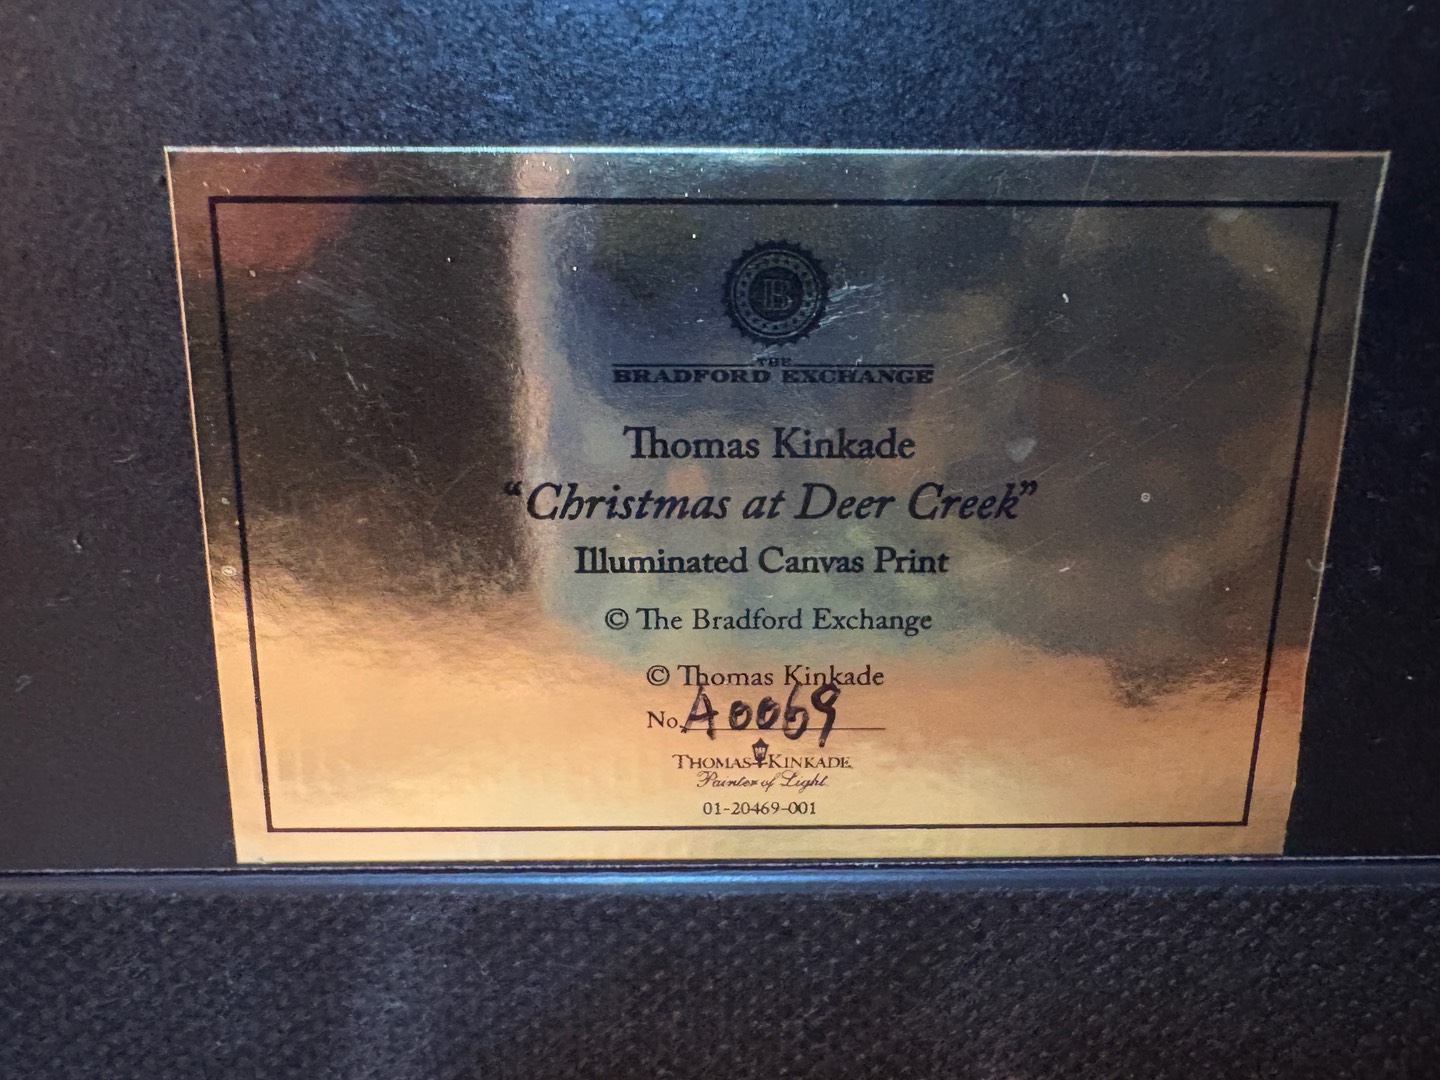 B
THE
BRADFORD EXCHANGE
Thomas Kinkade
“Christmas at Deer Creek”
Illuminated Canvas Print
© The Bradford Exchange
© Thomas Kinkade
No. A0069
THOMAS KINKADE
Painter of Light
01-20469-001